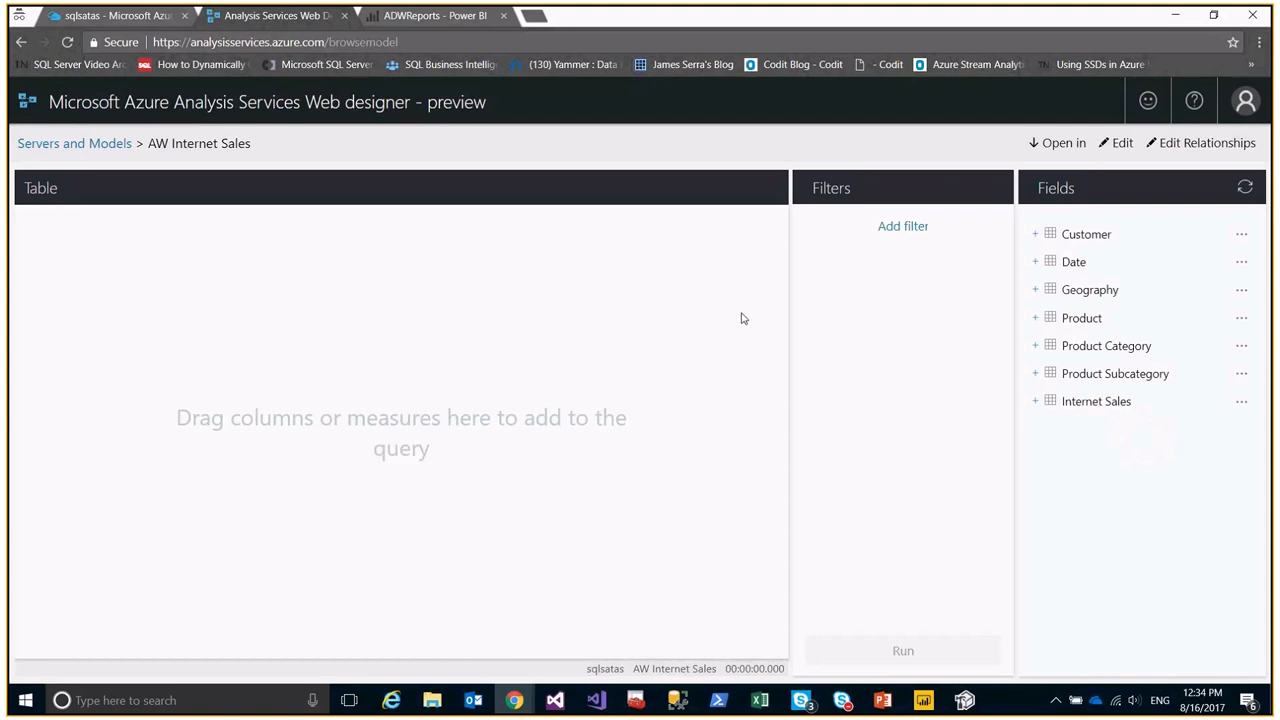 sqlsatas - Microsoft Azu
Analysis Services Web D
ADWReports - Power BI
Secure
https://analysisservices.azure.com/browsemodel
SQL Server Video Arc
How to Dynamically
Microsoft SQL Server
SQL Business Intellig
(130) Yammer : Data
James Serra's Blog
Codit Blog - Codit
- Codit
Azure Stream Analyti
Using SSDs in Azure
»
Microsoft Azure Analysis Services Web designer - preview
Servers and Models > AW Internet Sales
Open in
Edit
Edit Relationships
Table
Filters
Fields
Add filter
Customer
Date
Geography
Product
Product Category
Product Subcategory
Internet Sales
Drag columns or measures here to add to the
query
Run
sqlsatas AW Internet Sales 00:00:00.000
Type here to search
3
ENG
12:34 PM
8/16/2017
6